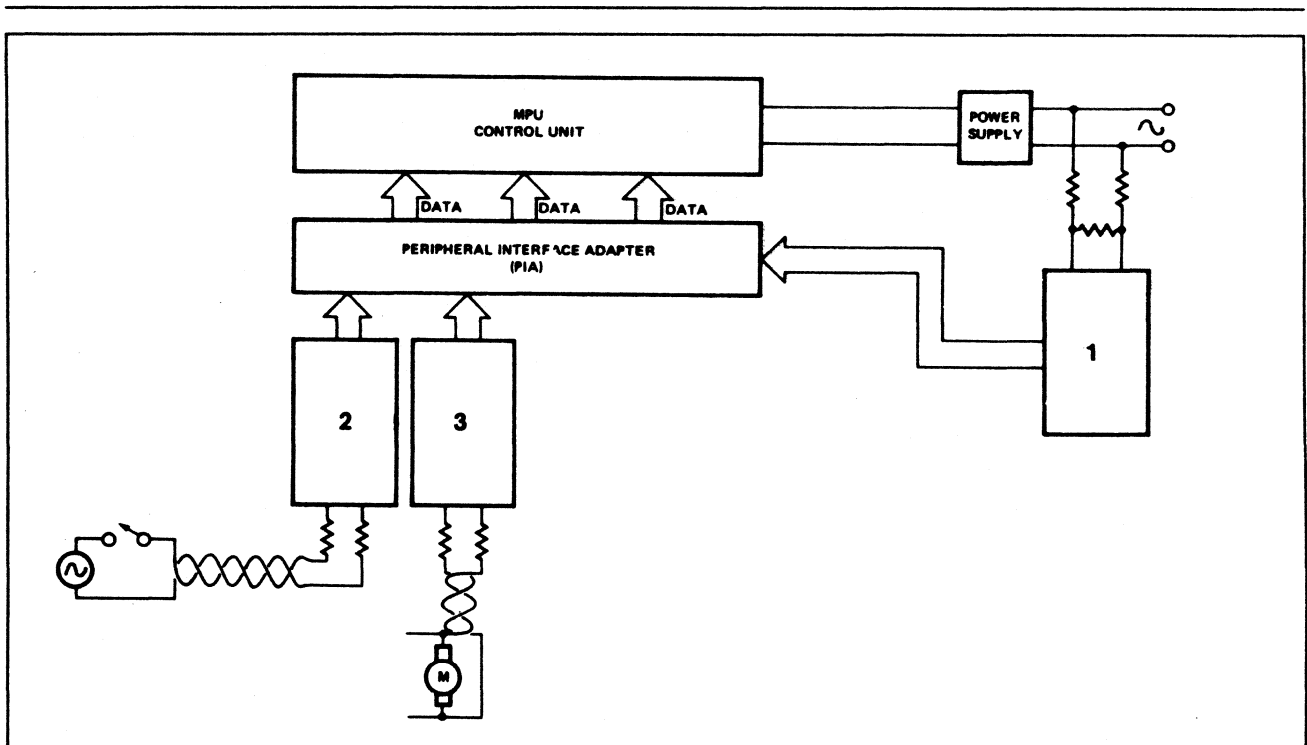 MPU
CONTROL UNIT
POWER
SUPPLY
DATA
DATA
DATA
PERIPHERAL INTERFACE ADAPTER
(PIA)
1
2
3
M